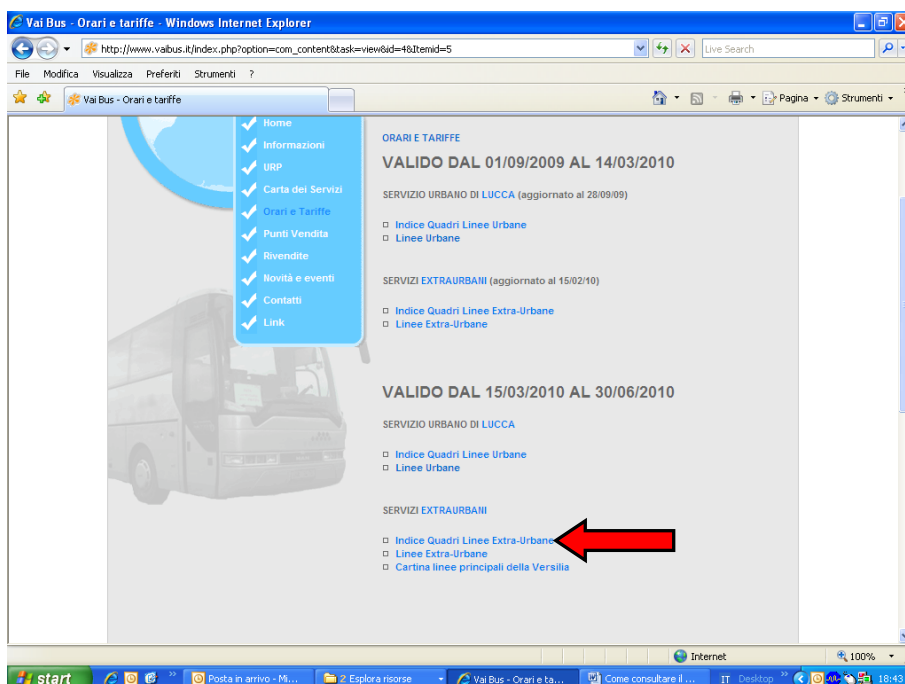 Vai Bus - Orari e tariffe - Windows Internet Explorer
http://www.vaibus.it/index.php?option=com_content&task=view&id=4&Itemid=5
Live Search
File Modifica Visualizza Preferiti Strumenti ?
Vai Bus - Orari e tariffe
Pagina Strumenti
Home
Informazioni
URP
Carta dei Servizi
Orari e Tariffe
Punti Vendita
Rivendite
Novità e eventi
Contatti
Link
ORARI E TARIFFE
VALIDO DAL 01/09/2009 AL 14/03/2010
SERVIZIO URBANO DI LUCCA (aggiornato al 28/09/09)
Indice Quadri Linee Urbane
Linee Urbane
SERVIZI EXTRAURBANI (aggiornato al 15/02/10)
Indice Quadri Linee Extra-Urbane
Linee Extra-Urbane
VALIDO DAL 15/03/2010 AL 30/06/2010
SERVIZIO URBANO DI LUCCA
Indice Quadri Linee Urbane
Linee Urbane
SERVIZI EXTRAURBANI
Indice Quadri Linee Extra-Urbane
Linee Extra-Urbane
Cartina linee principali della Versilia
Internet 100%
start Posta in arrivo - Mi... 2 Esplora risorse Vai Bus - Orari e ta... Come consultare il ... IT Desktop 18:43